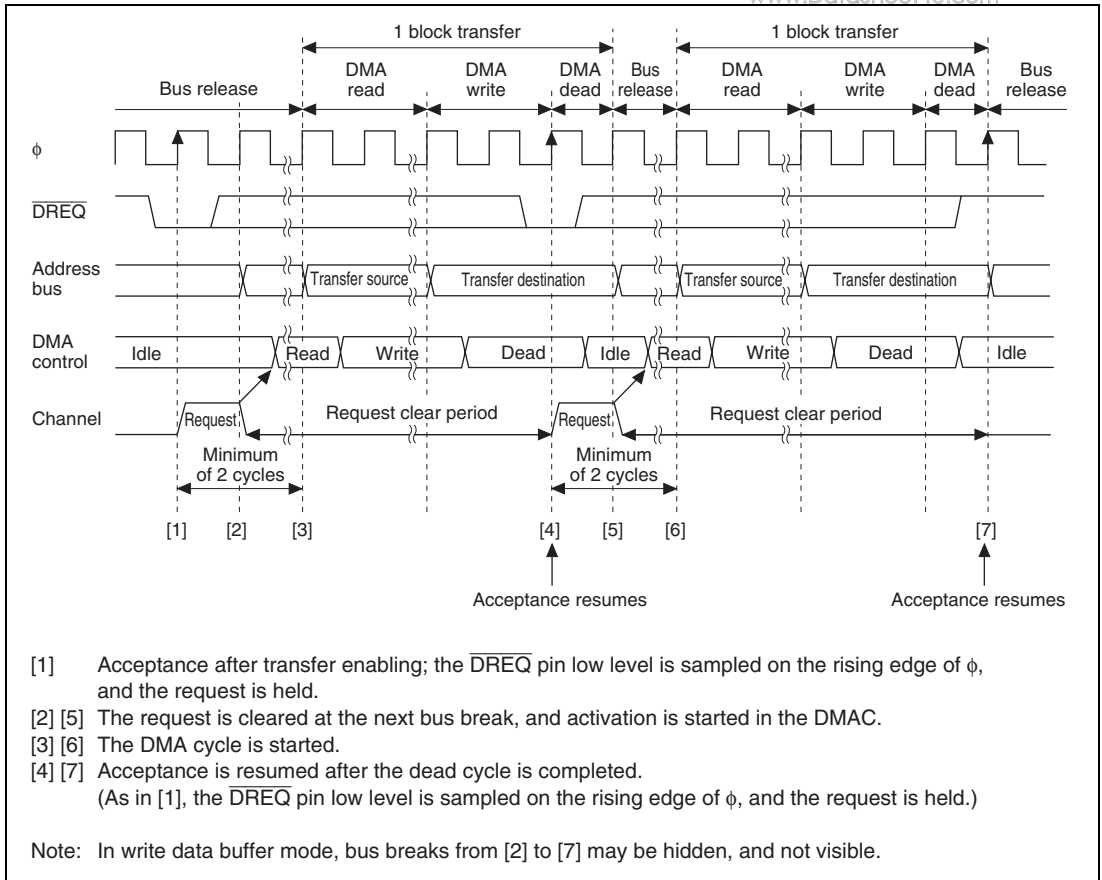 www.DataSheet4U.com
1 block transfer 1 block transfer
DMA DMA DMA Bus DMA DMA DMA Bus
Bus release read write dead release read write dead release
φ
DREQ
Address
bus
Transfer source Transfer destination Transfer source Transfer destination
DMA
control
Idle Read Write Dead Idle Read Write Dead Idle
Channel Request Request clear period Request Request clear period
Minimum Minimum
of 2 cycles of 2 cycles
[1] [2] [3] [4] [5] [6] [7]
Acceptance resumes Acceptance resumes
[1] Acceptance after transfer enabling; the DREQ pin low level is sampled on the rising edge of φ,
and the request is held.
[2] [5] The request is cleared at the next bus break, and activation is started in the DMAC.
[3] [6] The DMA cycle is started.
[4] [7] Acceptance is resumed after the dead cycle is completed.
(As in [1], the DREQ pin low level is sampled on the rising edge of φ, and the request is held.)
Note: In write data buffer mode, bus breaks from [2] to [7] may be hidden, and not visible.